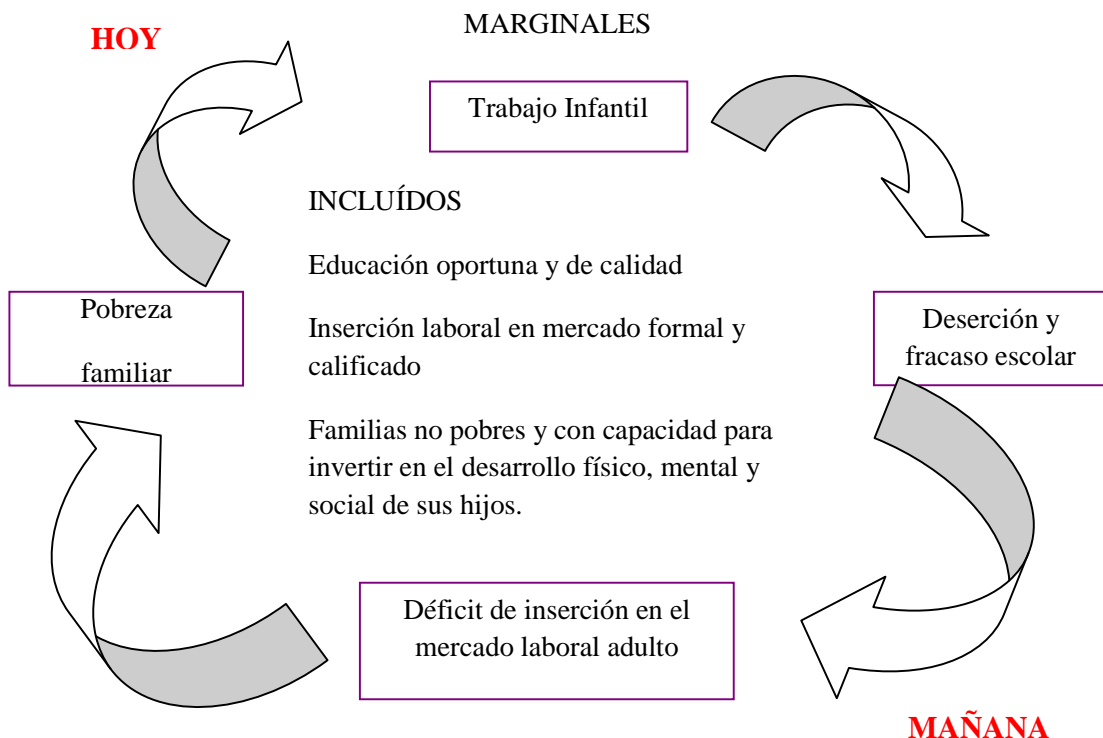 MARGINALES
HOY
Trabajo Infantil
INCLUÍDOS
Educación oportuna y de calidad
Inserción laboral en mercado formal y
calificado
Familias no pobres y con capacidad para
invertir en el desarrollo físico, mental y
social de sus hijos.
Pobreza
familiar
Deserción y
fracaso escolar
Déficit de inserción en el
mercado laboral adulto
MAÑANA